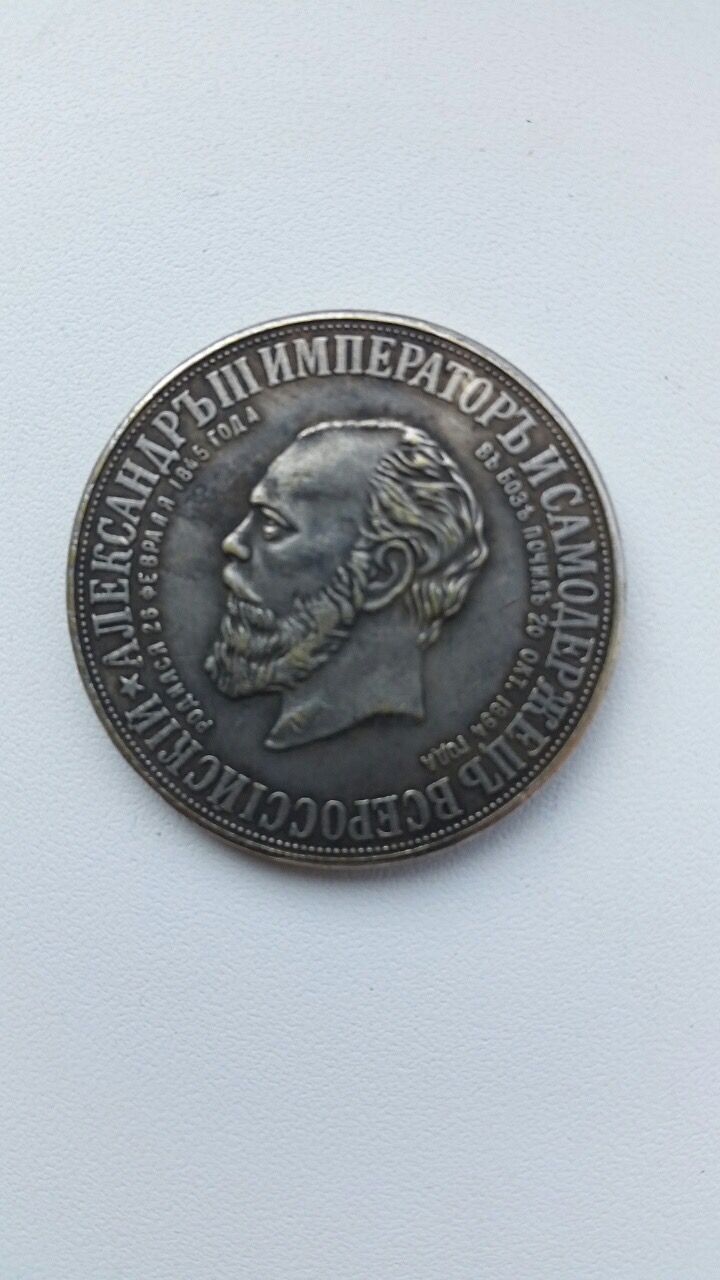 ★ АЛЕКСАНДРЪ III ИМПЕРАТОРЪ И САМОДЕРЖЕЦЪ ВСЕРОССIЙСКIЙ
РОДИЛСЯ 26 ФЕВРАЛЯ 1845 ГОДА
ВЪ БОЗѢ ПОЧИЛЪ 20 ОКТ. 1894 ГОДА